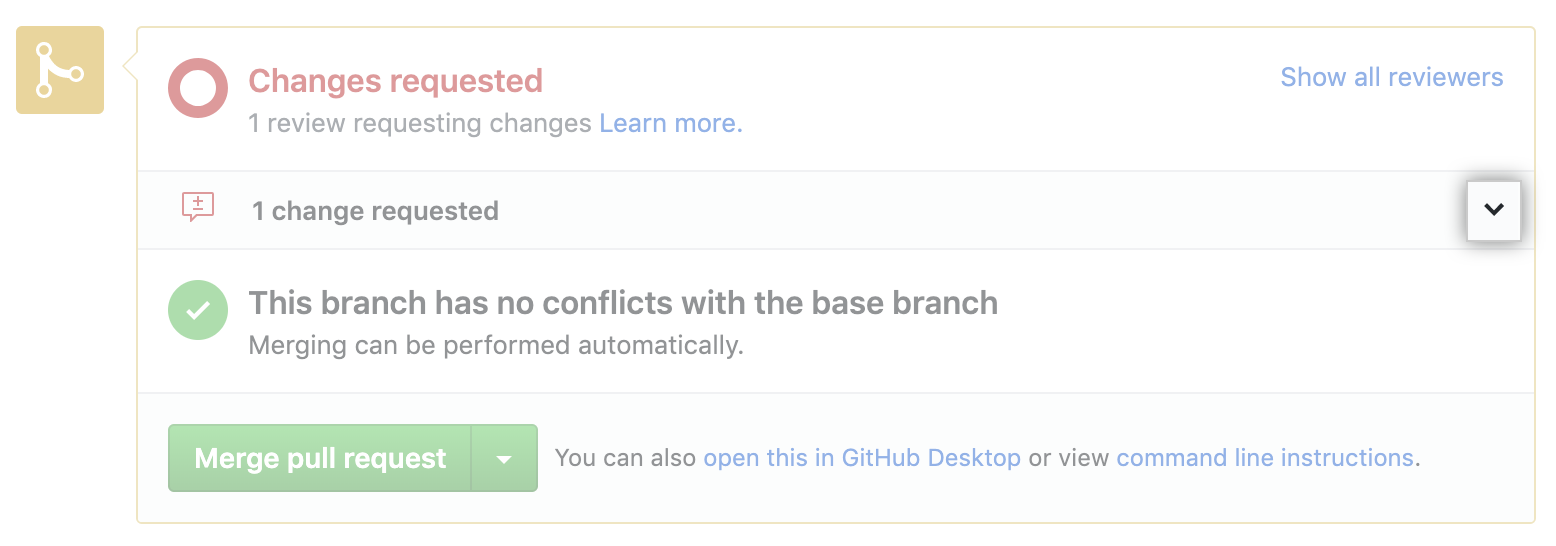 Changes requested
Show all reviewers
1 review requesting changes Learn more.
1 change requested
This branch has no conflicts with the base branch
Merging can be performed automatically.
Merge pull request
You can also open this in GitHub Desktop or view command line instructions.